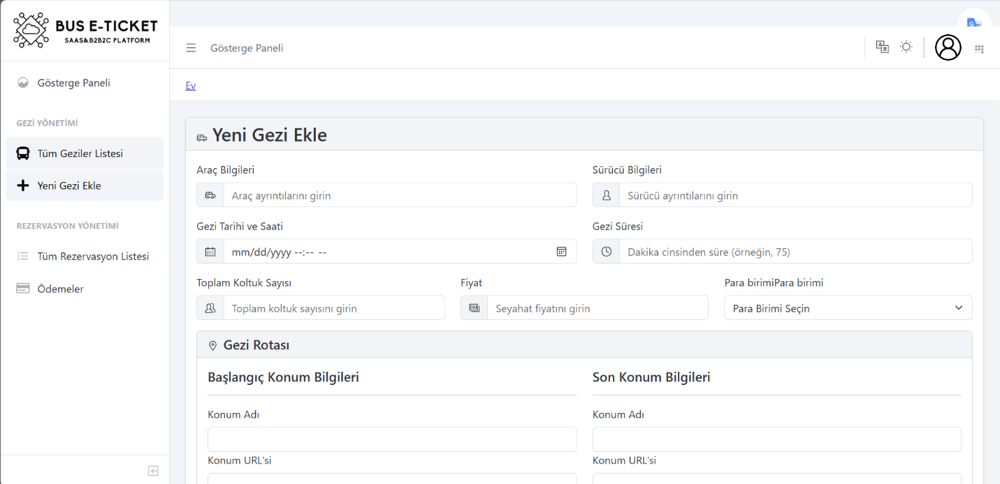 BUS E-TICKET
SAAS&B2B2C PLATFORM
Gösterge Paneli
GEZİ YÖNETİMİ
Tüm Geziler Listesi
Yeni Gezi Ekle
REZERVASYON YÖNETİMİ
Tüm Rezervasyon Listesi
Ödemeler
Gösterge Paneli
Ev
Yeni Gezi Ekle
Araç Bilgileri
Sürücü Bilgileri
Araç ayrıntılarını girin
Sürücü ayrıntılarını girin
Gezi Tarihi ve Saati
Gezi Süresi
mm/dd/yyyy --:-- --
Dakika cinsinden süre (örneğin, 75)
Toplam Koltuk Sayısı
Fiyat
Para birimiPara birimi
Toplam koltuk sayısını girin
Seyahat fiyatını girin
Para Birimi Seçin
Gezi Rotası
Başlangıç Konum Bilgileri
Son Konum Bilgileri
Konum Adı
Konum Adı
Konum URL'si
Konum URL'si